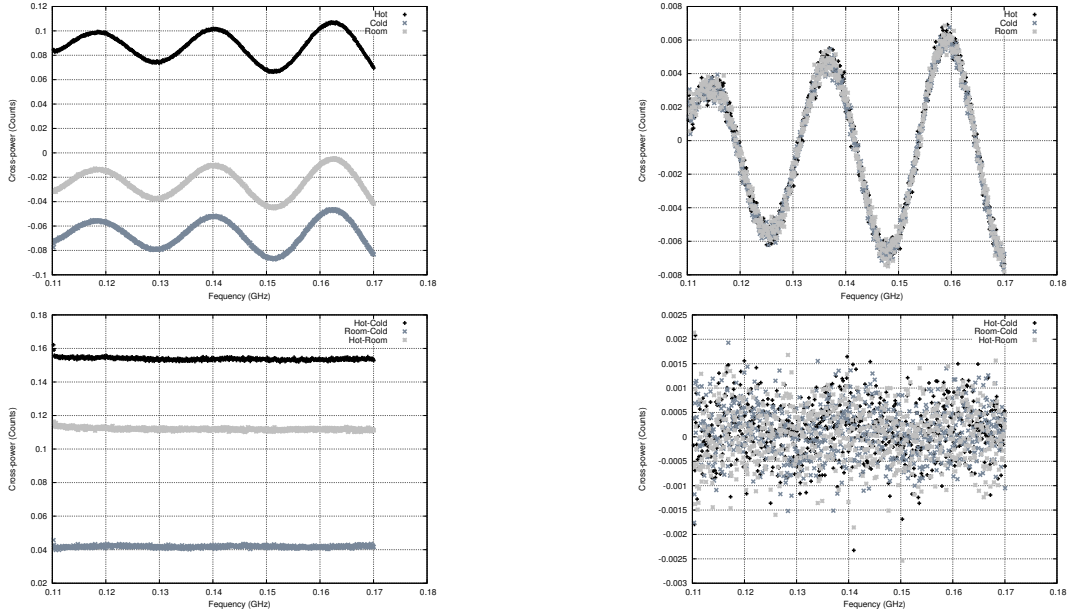 0.12
0.1
0.08
0.06
0.04
0.02
0
-0.02
-0.04
-0.06
-0.08
-0.1
Cross-power (Counts)
Hot
Cold
Room
0.11 0.12 0.13 0.14 0.15 0.16 0.17 0.18
Fequency (GHz)
0.008
0.006
0.004
0.002
0
-0.002
-0.004
-0.006
-0.008
Cross-power (Counts)
Hot
Cold
Room
0.11 0.12 0.13 0.14 0.15 0.16 0.17 0.18
Fequency (GHz)
0.18
0.16
0.14
0.12
0.1
0.08
0.06
0.04
0.02
Cross-power (Counts)
Hot-Cold
Room-Cold
Hot-Room
0.11 0.12 0.13 0.14 0.15 0.16 0.17 0.18
Fequency (GHz)
0.0025
0.002
0.0015
0.001
0.0005
0
-0.0005
-0.001
-0.0015
-0.002
-0.0025
-0.003
Cross-power (Counts)
Hot-Cold
Room-Cold
Hot-Room
0.11 0.12 0.13 0.14 0.15 0.16 0.17 0.18
Fequency (GHz)